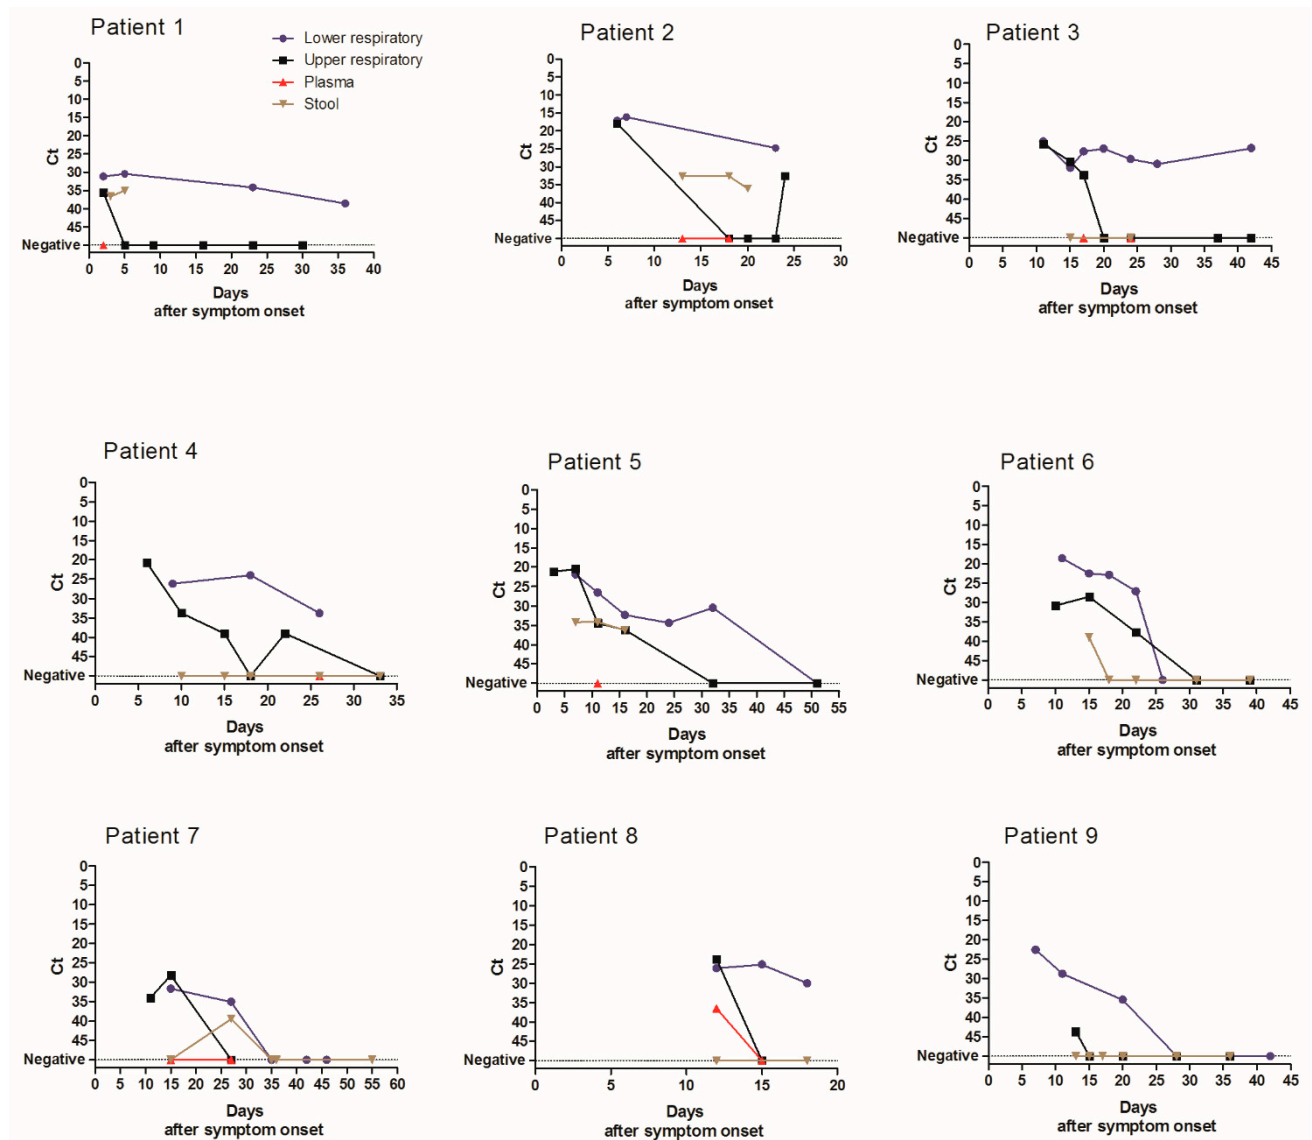 Patient 1
Lower respiratory
Upper respiratory
Plasma
Stool
0
5
10
15
20
25
30
35
40
45
Negative
Ct
0 5 10 15 20 25 30 35 40
Days
after symptom onset
Patient 2
0
5
10
15
20
25
30
35
40
45
Negative
Ct
0 5 10 15 20 25 30
Days
after symptom onset
Patient 3
0
5
10
15
20
25
30
35
40
45
Negative
Ct
0 5 10 15 20 25 30 35 40 45
Days
after symptom onset
Patient 4
0
5
10
15
20
25
30
35
40
45
Negative
Ct
0 5 10 15 20 25 30 35
Days
after symptom onset
Patient 5
0
5
10
15
20
25
30
35
40
45
Negative
Ct
0 5 10 15 20 25 30 35 40 45 50 55
Days
after symptom onset
Patient 6
0
5
10
15
20
25
30
35
40
45
Negative
Ct
0 5 10 15 20 25 30 35 40 45
Days
after symptom onset
Patient 7
0
5
10
15
20
25
30
35
40
45
Negative
Ct
0 5 10 15 20 25 30 35 40 45 50 55 60
Days
after symptom onset
Patient 8
0
5
10
15
20
25
30
35
40
45
Negative
Ct
0 5 10 15 20
Days
after symptom onset
Patient 9
0
5
10
15
20
25
30
35
40
45
Negative
Ct
0 5 10 15 20 25 30 35 40 45
Days
after symptom onset